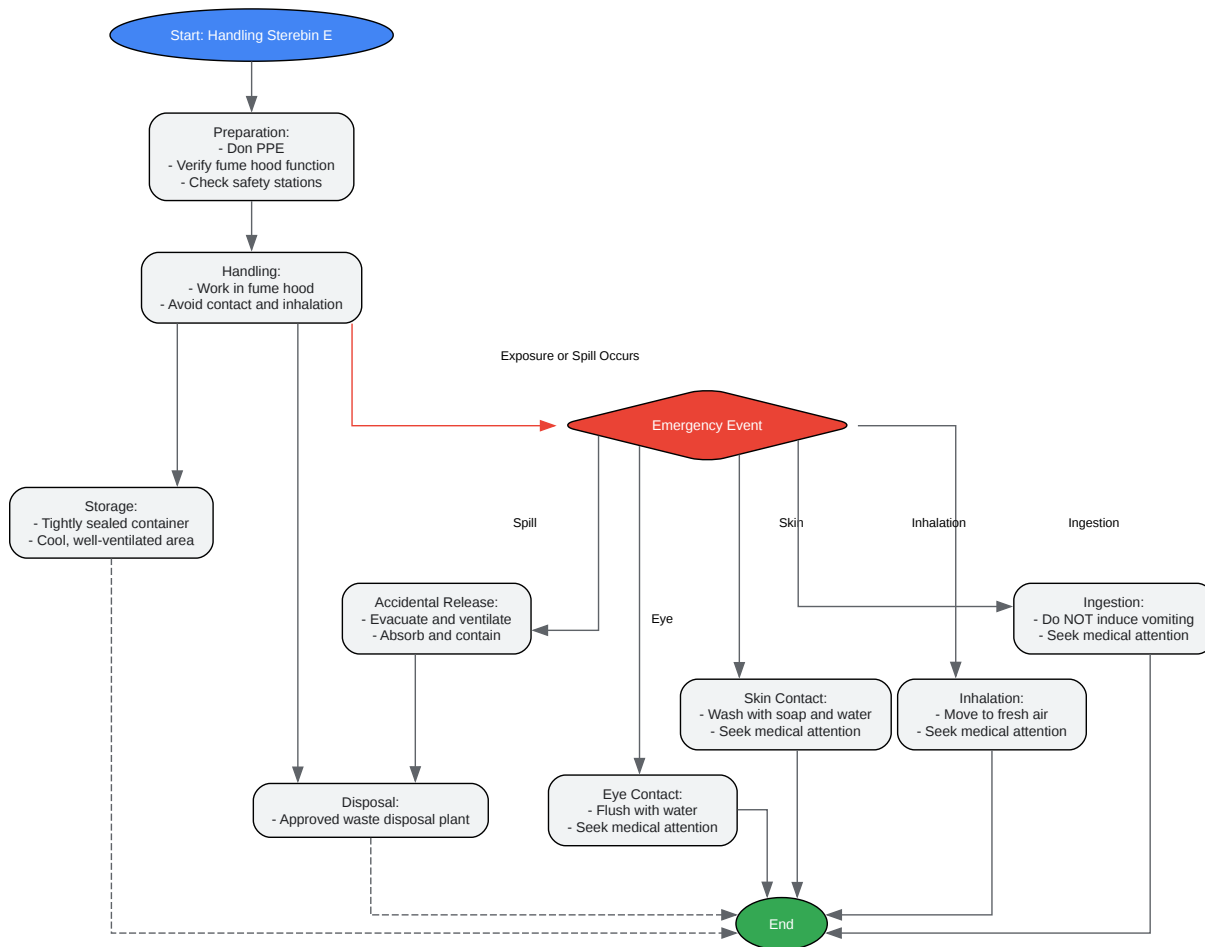 Start: Handling Sterebin E
Preparation:
- Don PPE
- Verify fume hood function
- Check safety stations
Handling:
- Work in fume hood
- Avoid contact and inhalation
Exposure or Spill Occurs
Emergency Event
Storage:
- Tightly sealed container
- Cool, well-ventilated area
Spill
Skin
Inhalation
Ingestion
Accidental Release:
- Evacuate and ventilate
- Absorb and contain
Eye
Ingestion:
- Do NOT induce vomiting
- Seek medical attention
Skin Contact:
- Wash with soap and water
- Seek medical attention
Inhalation:
- Move to fresh air
- Seek medical attention
Disposal:
- Approved waste disposal plant
Eye Contact:
- Flush with water
- Seek medical attention
End